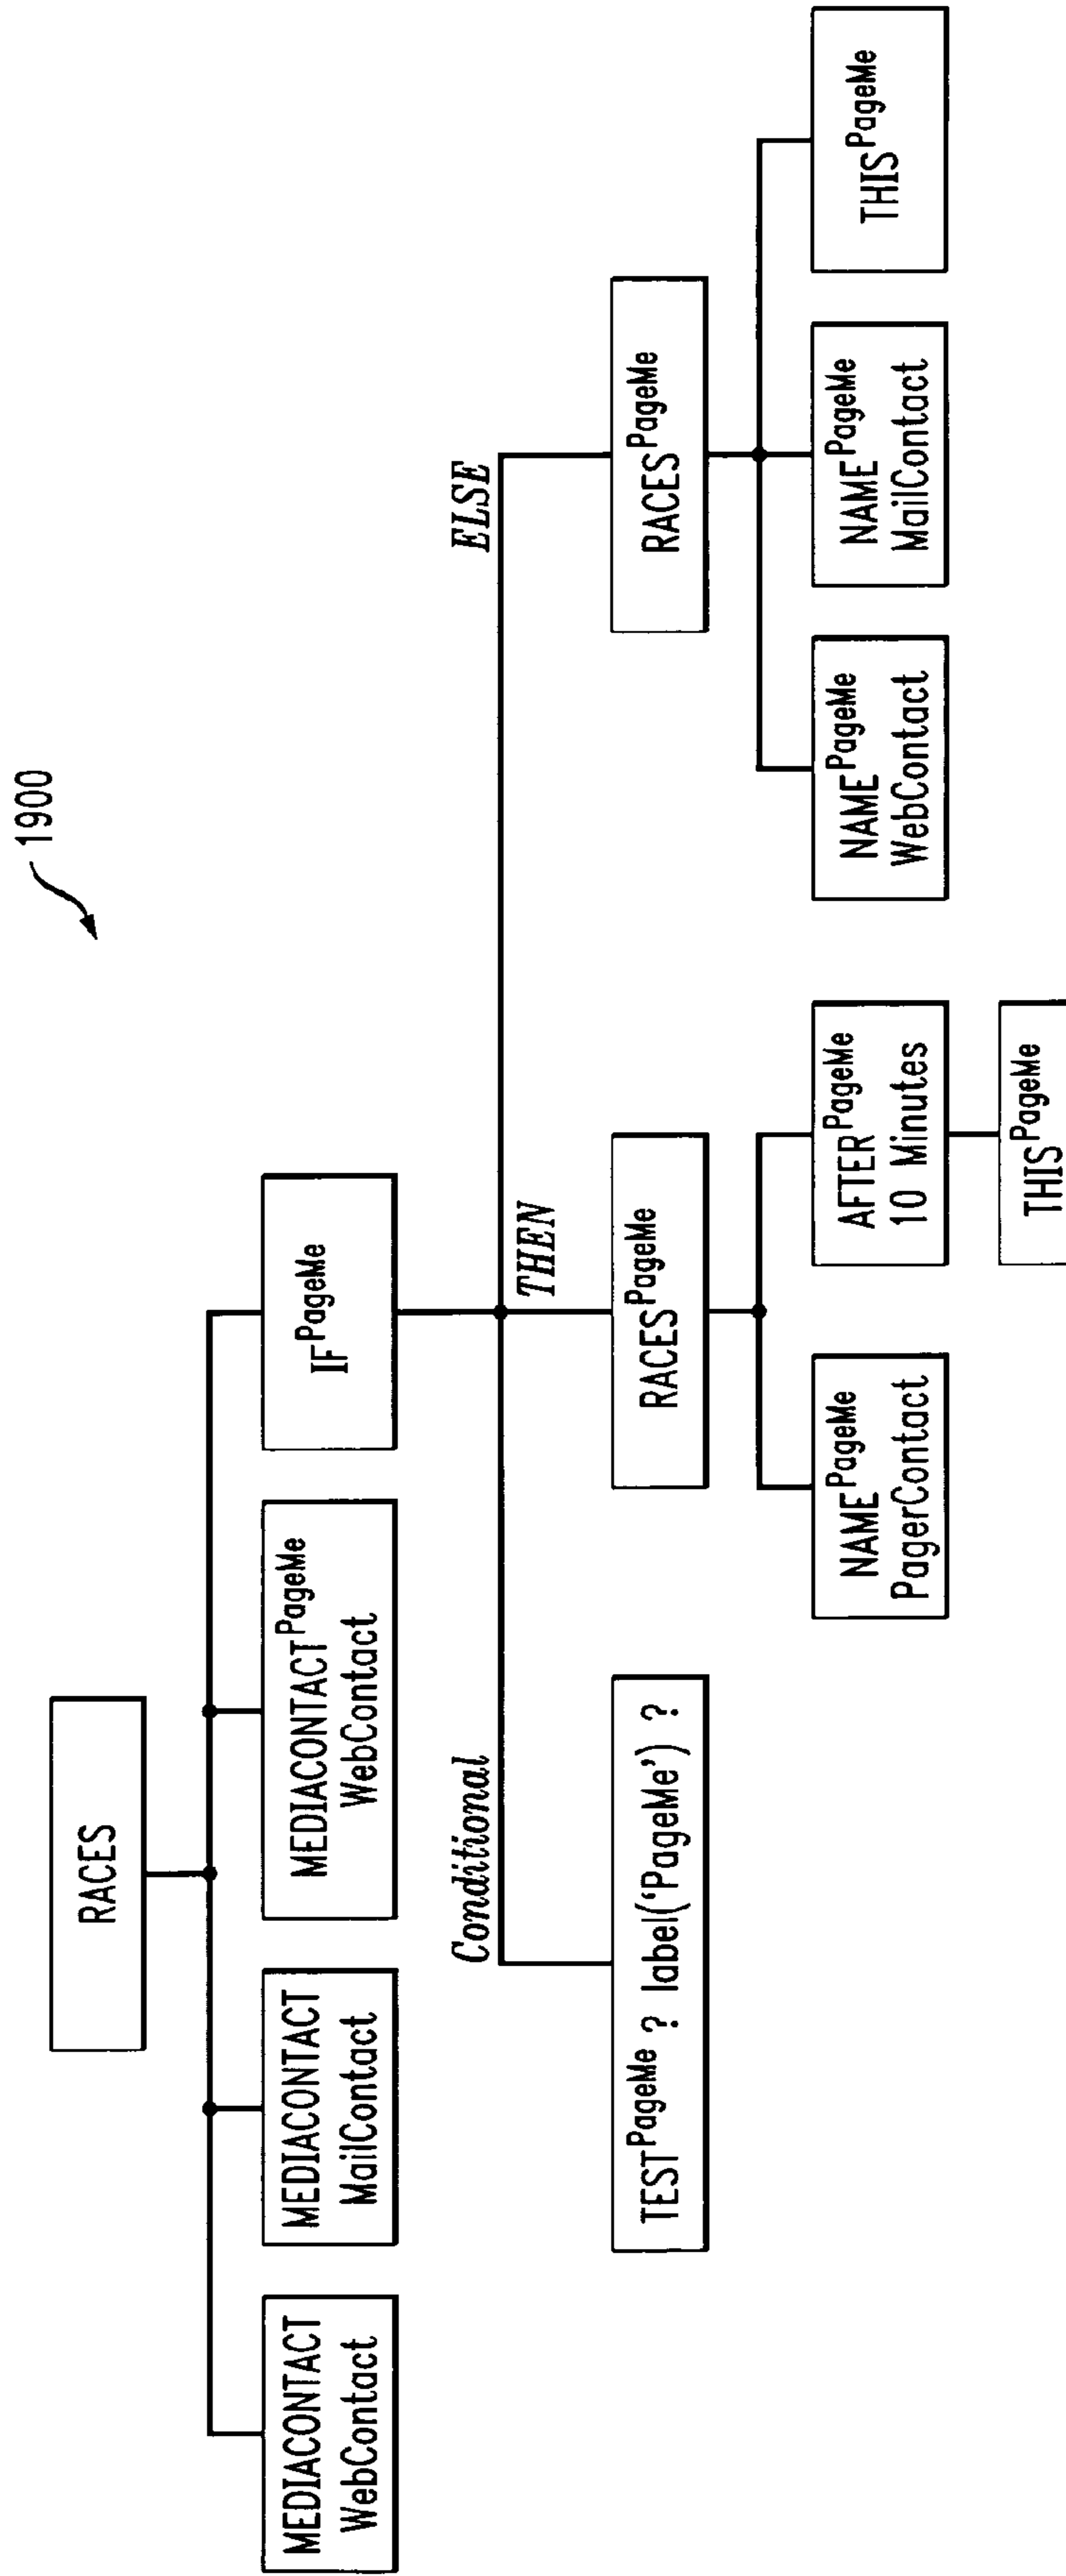 1900
RACES
MEDIACONTACT
WebContact
MEDIACONTACT
MailContact
MEDIACONTACT^PageMe
WebContact
IF^PageMe
Conditional
THEN
ELSE
TEST^PageMe ? label(‘PageMe’) ?
RACES^PageMe
RACES^PageMe
NAME^PageMe
PagerContact
AFTER^PageMe
10 Minutes
NAME^PageMe
WebContact
NAME^PageMe
MailContact
THIS^PageMe
THIS^PageMe